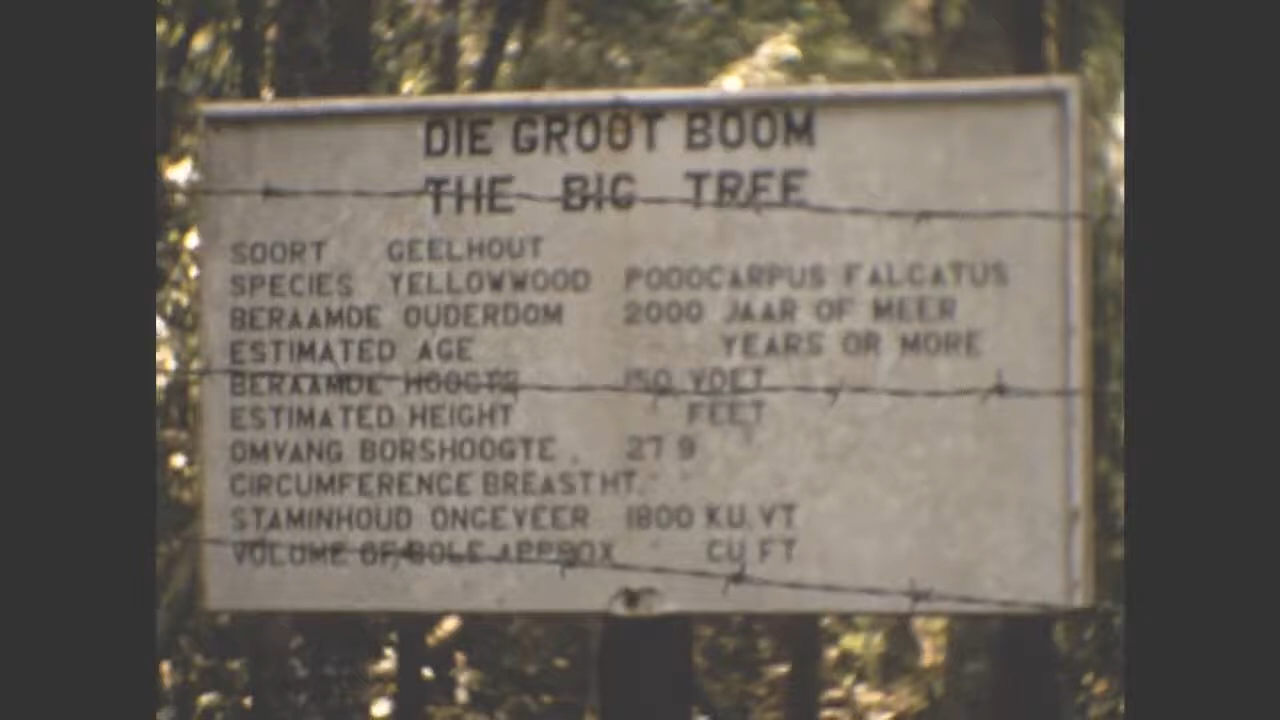 DIE GROOT BOOM
THE BIG TREE
SOORT GEELHOUT
SPECIES YELLOWWOOD PODOCARPUS FALCATUS
BERAAMDE OUDERDOM 2000 JAAR OF MEER
ESTIMATED AGE YEARS OR MORE
BERAAMDE HOOGTE 150 VOET
ESTIMATED HEIGHT FEET
OMVANG BORSHOOGTE 27 9
CIRCUMFERENCE BREAST HT.
STAMINHOUD ONGEVEER 1800 KU VT
VOLUME OF BOLE APPROX CU FT